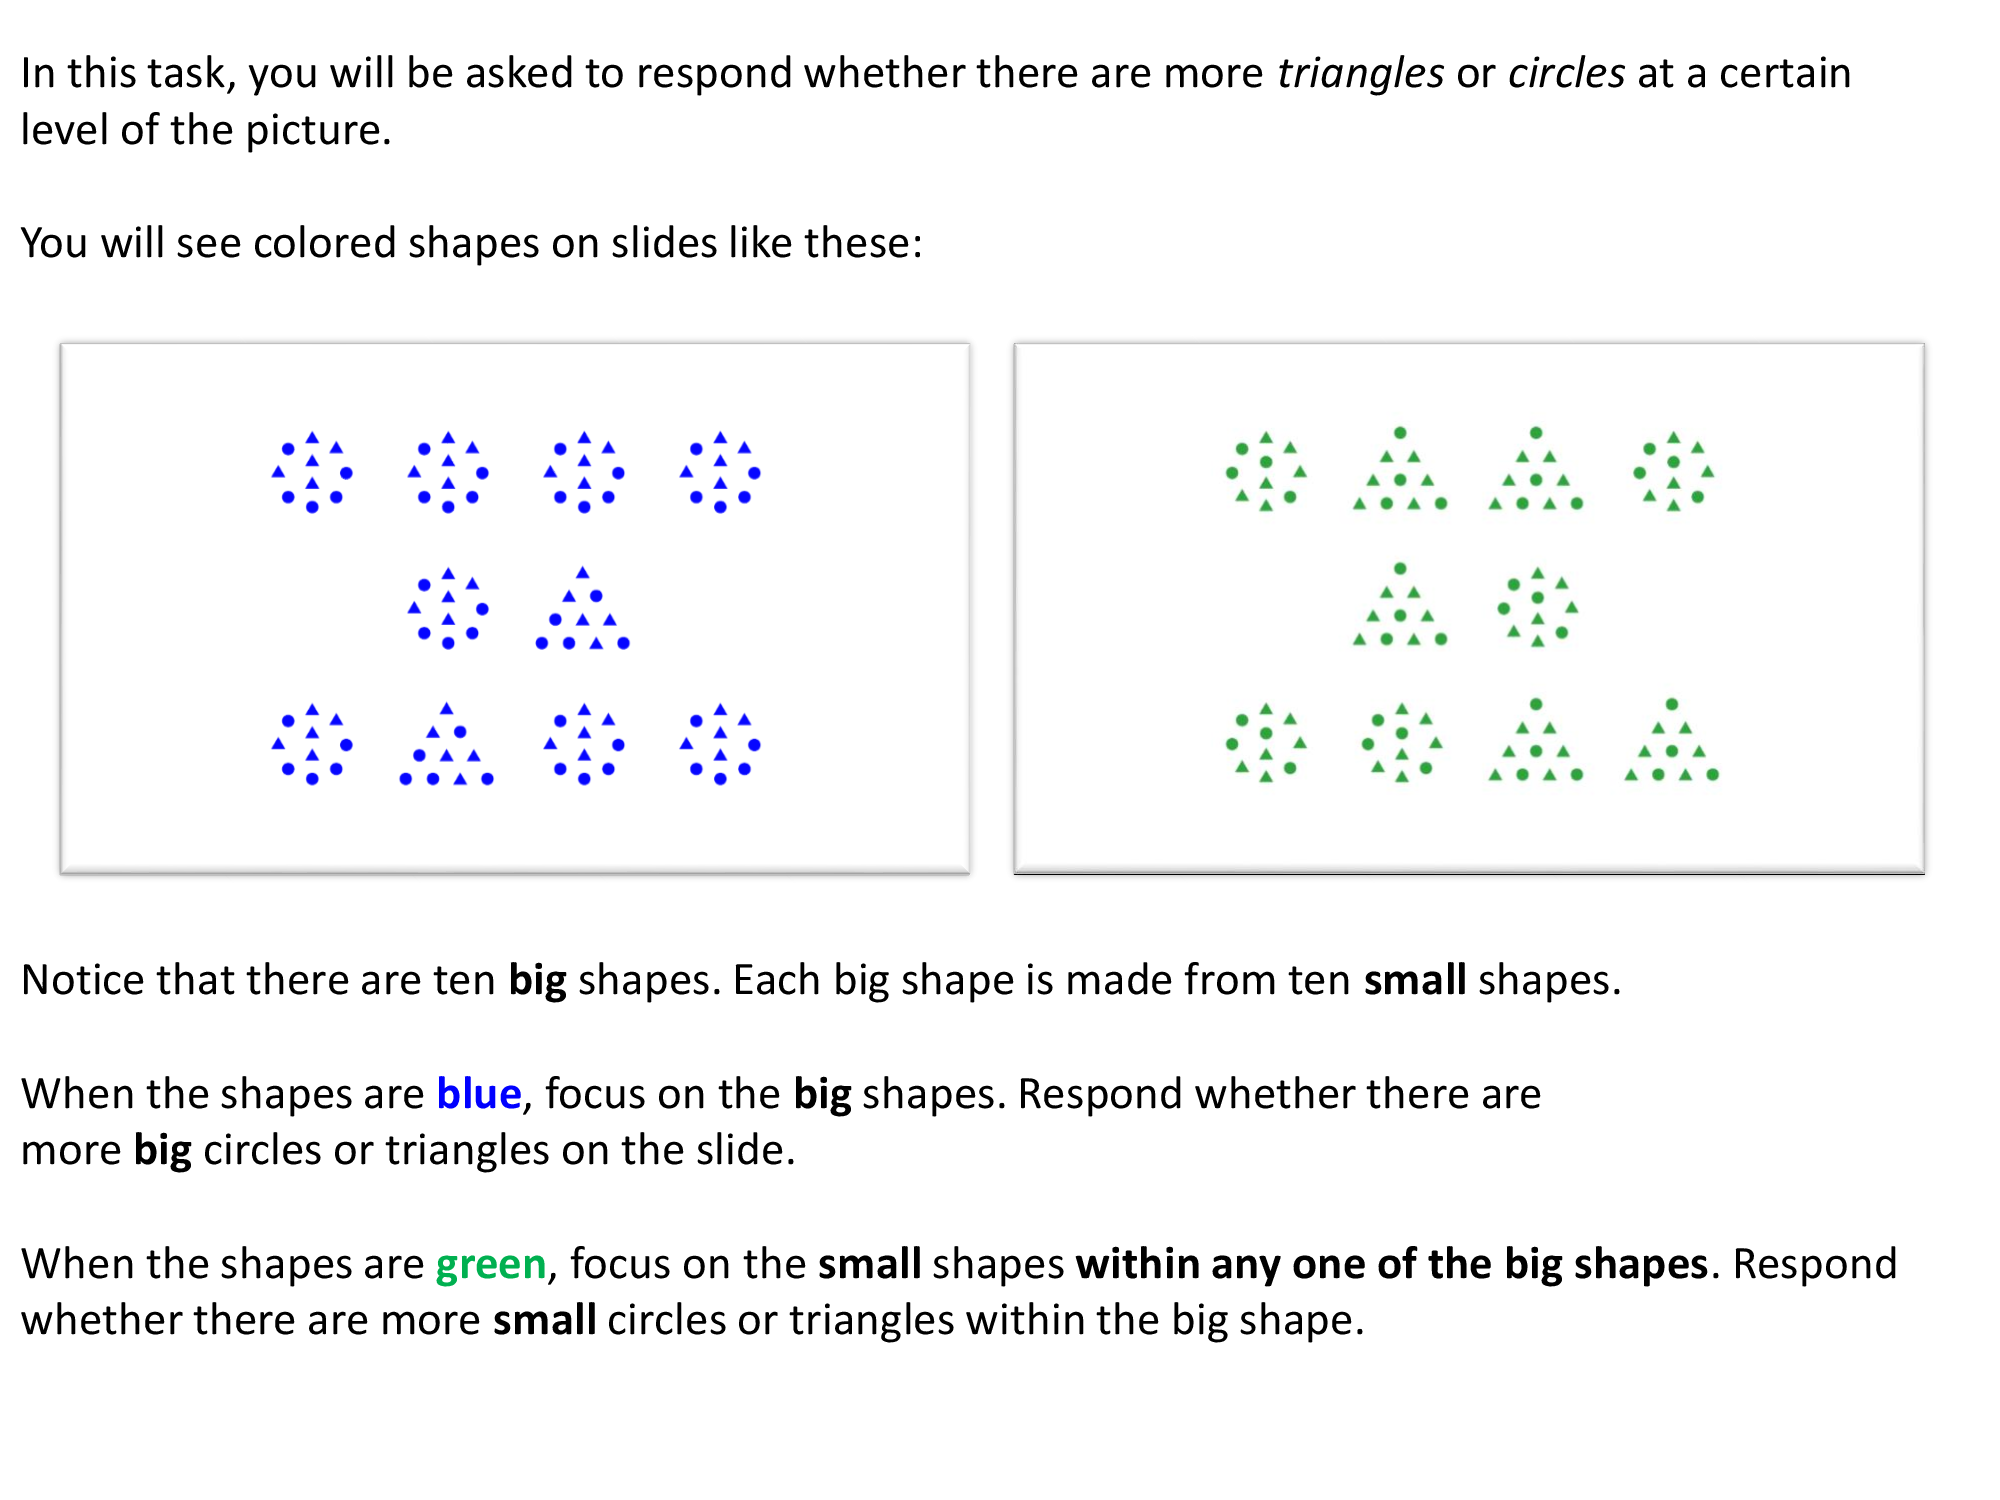 In this task, you will be asked to respond whether there are more triangles or circles at a certain
level of the picture.
You will see colored shapes on slides like these:
Notice that there are ten big shapes. Each big shape is made from ten small shapes.
When the shapes are blue, focus on the big shapes. Respond whether there are
more big circles or triangles on the slide.
When the shapes are green, focus on the small shapes within any one of the big shapes. Respond
whether there are more small circles or triangles within the big shape.